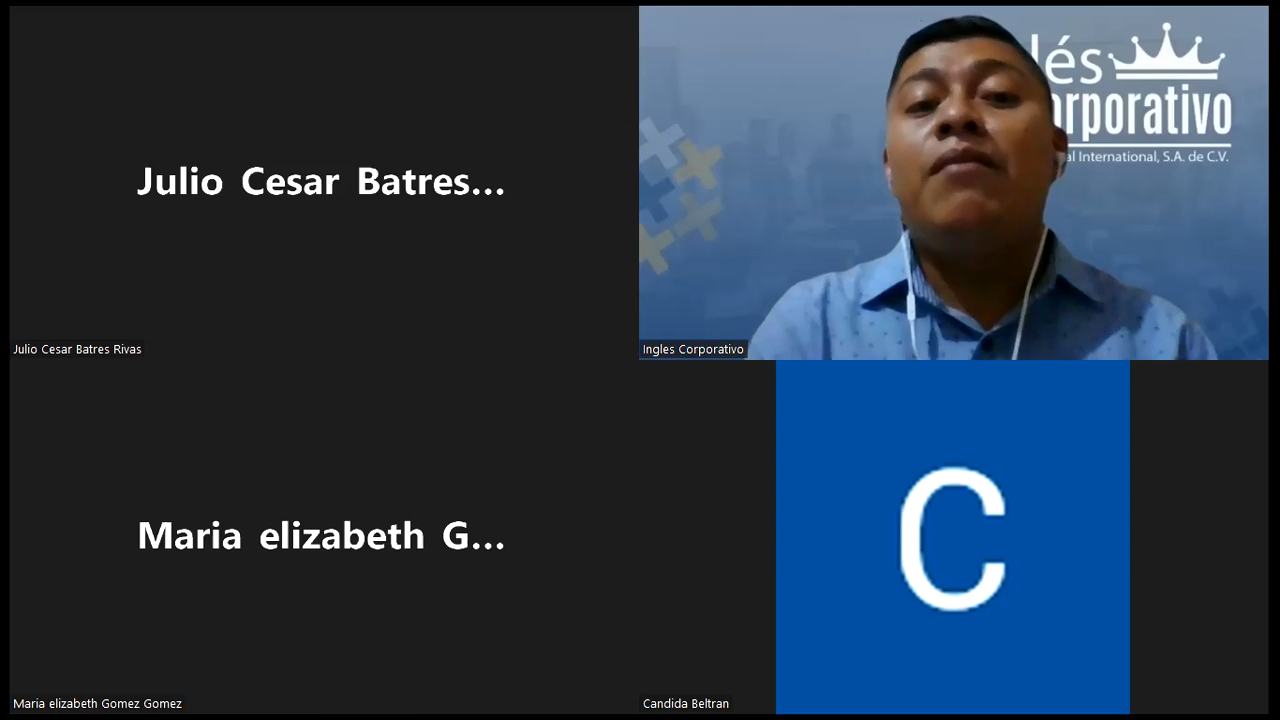 Julio Cesar Batres...
Julio Cesar Batres Rivas
lés
orporativo
al International, S.A. de C.V.
Ingles Corporativo
Maria elizabeth G...
Maria elizabeth Gomez Gomez
C
Candida Beltran